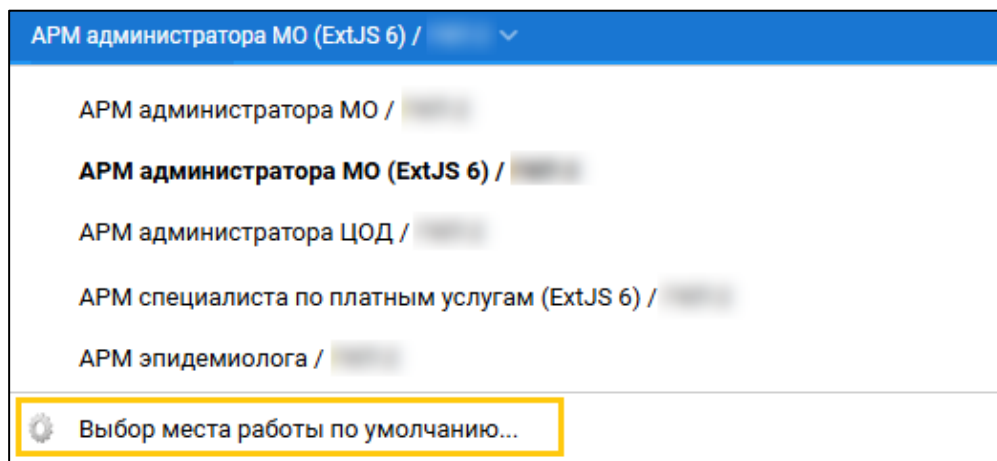 АРМ администратора МО (ExtJS 6) /
АРМ администратора МО /
АРМ администратора МО (ExtJS 6) /
АРМ администратора ЦОД /
АРМ специалиста по платным услугам (ExtJS 6) /
АРМ эпидемиолога /
Выбор места работы по умолчанию...